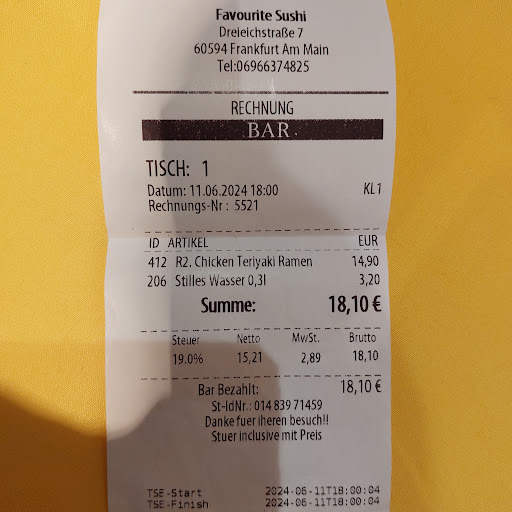 Favourite Sushi
Dreieichstraße 7
60594 Frankfurt Am Main
Tel:06966374825
RECHNUNG
BAR
TISCH: 1
Datum: 11.06.2024 18:00 KL1
Rechnungs-Nr : 5521
ID ARTIKEL EUR
412 R2. Chicken Teriyaki Ramen 14,90
206 Stilles Wasser 0,3l 3,20
Summe: 18,10 €
Steuer Netto MwSt. Brutto
19.0% 15,21 2,89 18,10
Bar Bezahlt: 18,10 €
St-IdNr.: 014 839 71459
Danke fuer iheren besuch!!
Stuer inclusive mit Preis
TSE-Start 2024-06-11T18:00:04
TSE-Finish 2024-06-11T18:00:04